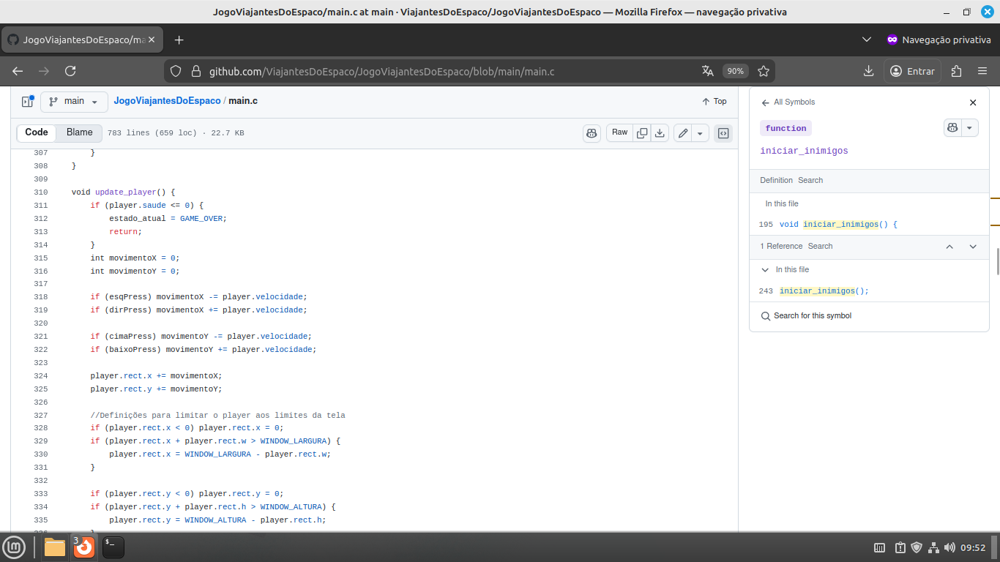 JogoViajantesDoEspaco/main.c at main · ViajantesDoEspaco/JogoViajantesDoEspaco — Mozilla Firefox — navegação privativa
JogoViajantesDoEspaco/ma
Navegação privativa
github.com/ViajantesDoEspaco/JogoViajantesDoEspaco/blob/main/main.c
90%
Entrar
main
JogoViajantesDoEspaco / main.c
Top
Code Blame 783 lines (659 loc) · 22.7 KB
Raw
307 }
308 }
309
310 void update_player() {
311 if (player.saude <= 0) {
312 estado_atual = GAME_OVER;
313 return;
314 }
315 int movimentoX = 0;
316 int movimentoY = 0;
317
318 if (esqPress) movimentoX -= player.velocidade;
319 if (dirPress) movimentoX += player.velocidade;
320
321 if (cimaPress) movimentoY -= player.velocidade;
322 if (baixoPress) movimentoY += player.velocidade;
323
324 player.rect.x += movimentoX;
325 player.rect.y += movimentoY;
326
327 //Definições para limitar o player aos limites da tela
328 if (player.rect.x < 0) player.rect.x = 0;
329 if (player.rect.x + player.rect.w > WINDOW_LARGURA) {
330 player.rect.x = WINDOW_LARGURA - player.rect.w;
331 }
332
333 if (player.rect.y < 0) player.rect.y = 0;
334 if (player.rect.y + player.rect.h > WINDOW_ALTURA) {
335 player.rect.y = WINDOW_ALTURA - player.rect.h;
336 }
All Symbols
function
iniciar_inimigos
Definition Search
In this file
195 void iniciar_inimigos() {
1 Reference Search
In this file
243 iniciar_inimigos();
Search for this symbol
3
$_
09:52